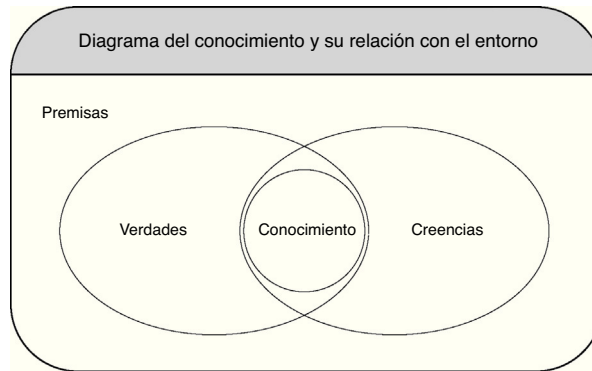 Diagrama del conocimiento y su relación con el entorno
Premisas
Verdades
Conocimiento
Creencias